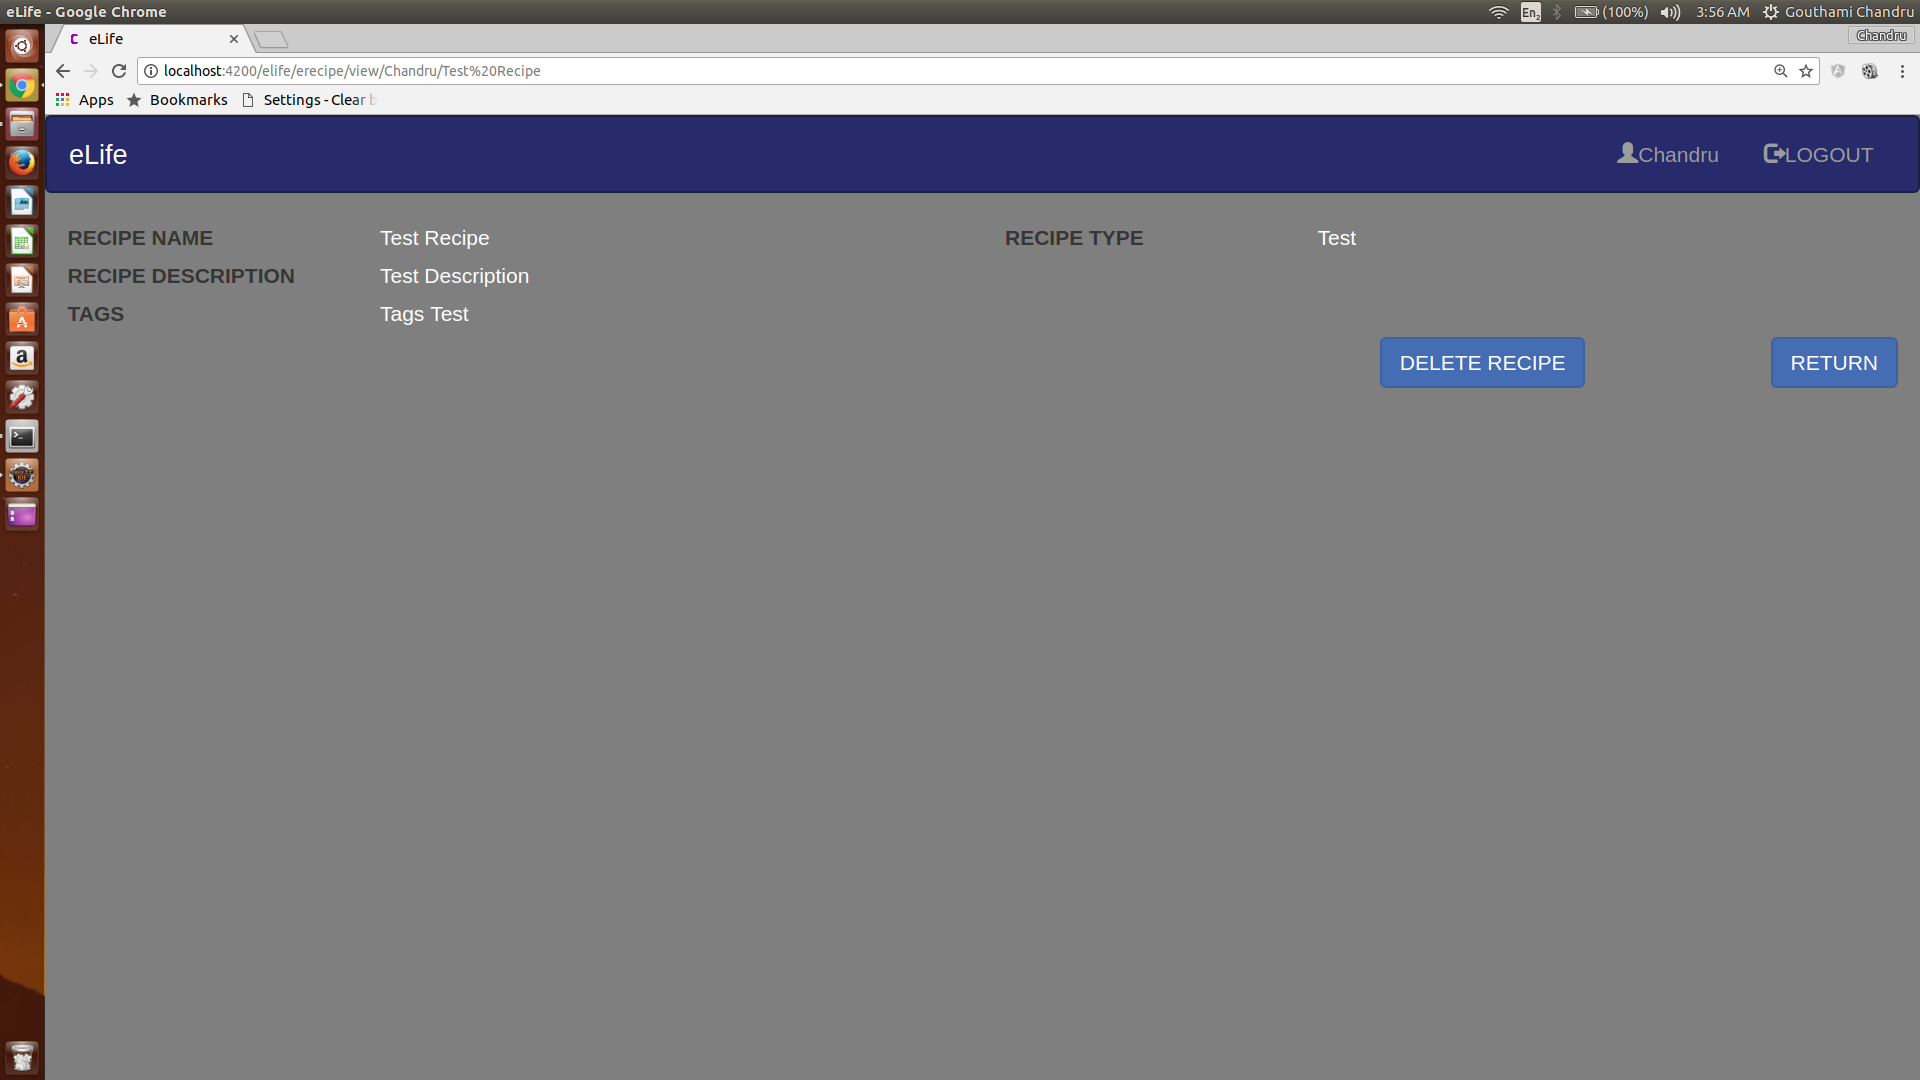 eLife - Google Chrome
En2
(100%)
3:56 AM
Gouthami Chandru
eLife
Chandru
localhost:4200/elife/erecipe/view/Chandru/Test%20Recipe
Apps
Bookmarks
Settings - Clear b
eLife
Chandru
LOGOUT
RECIPE NAME
Test Recipe
RECIPE TYPE
Test
RECIPE DESCRIPTION
Test Description
TAGS
Tags Test
DELETE RECIPE
RETURN